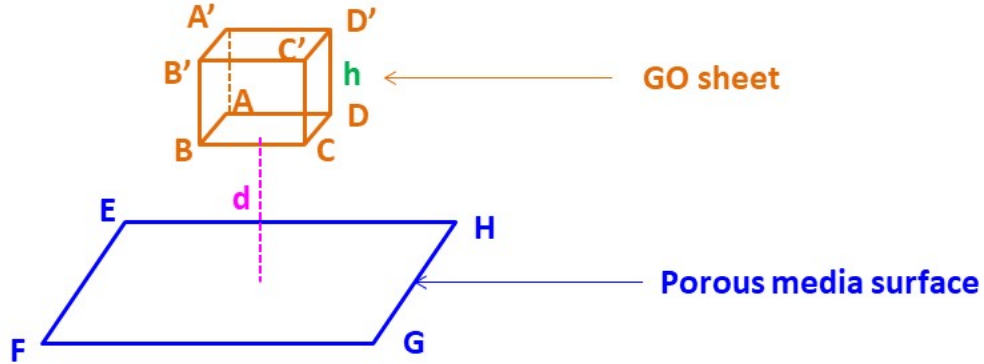 A’
D’
C’
B’
h
GO sheet
A
D
B
C
d
E
H
Porous media surface
F
G